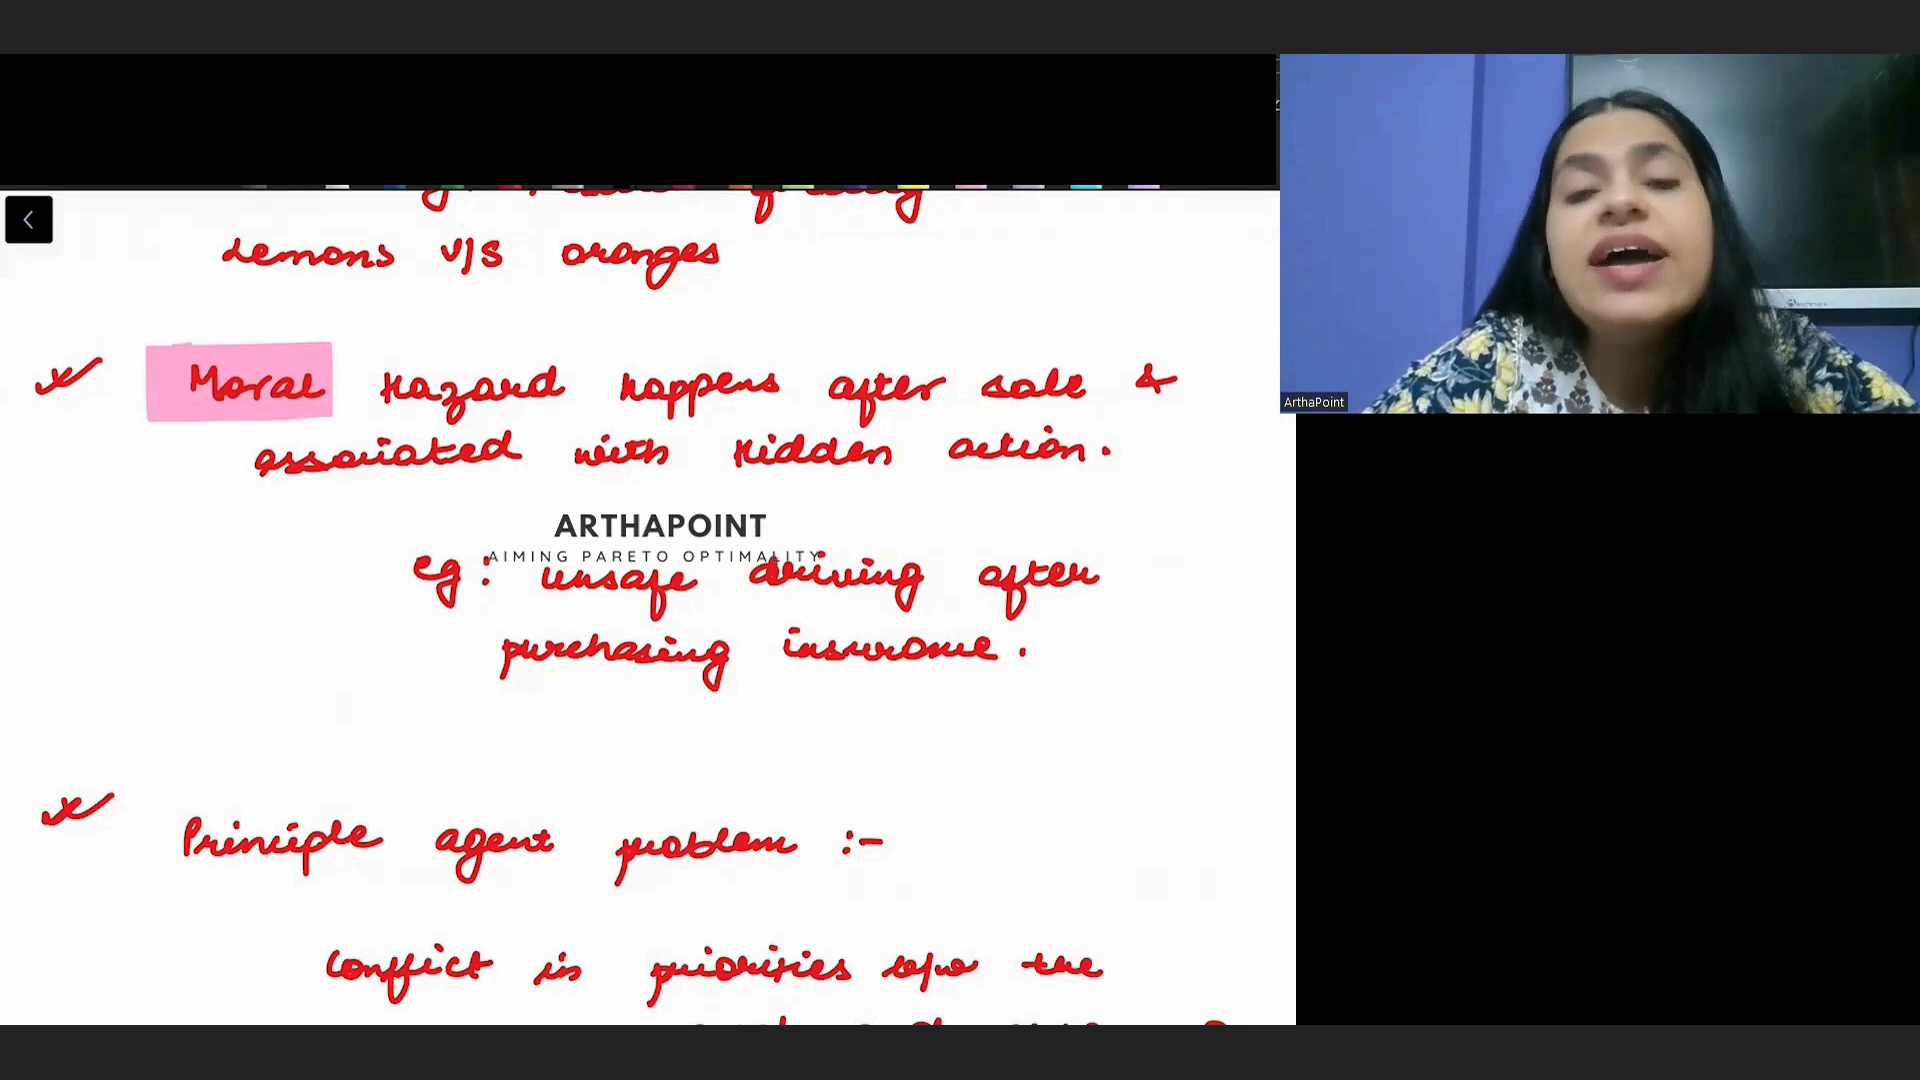 Lemons v/s oranges
Moral Hazard happens after sale &
associated with Hidden action.
ARTHAPOINT
AIMING PARETO OPTIMALITY
eg: unsafe driving after
purchasing insurance.
Principle agent problem :-
Conflict in priorities b/w the
ArthaPoint